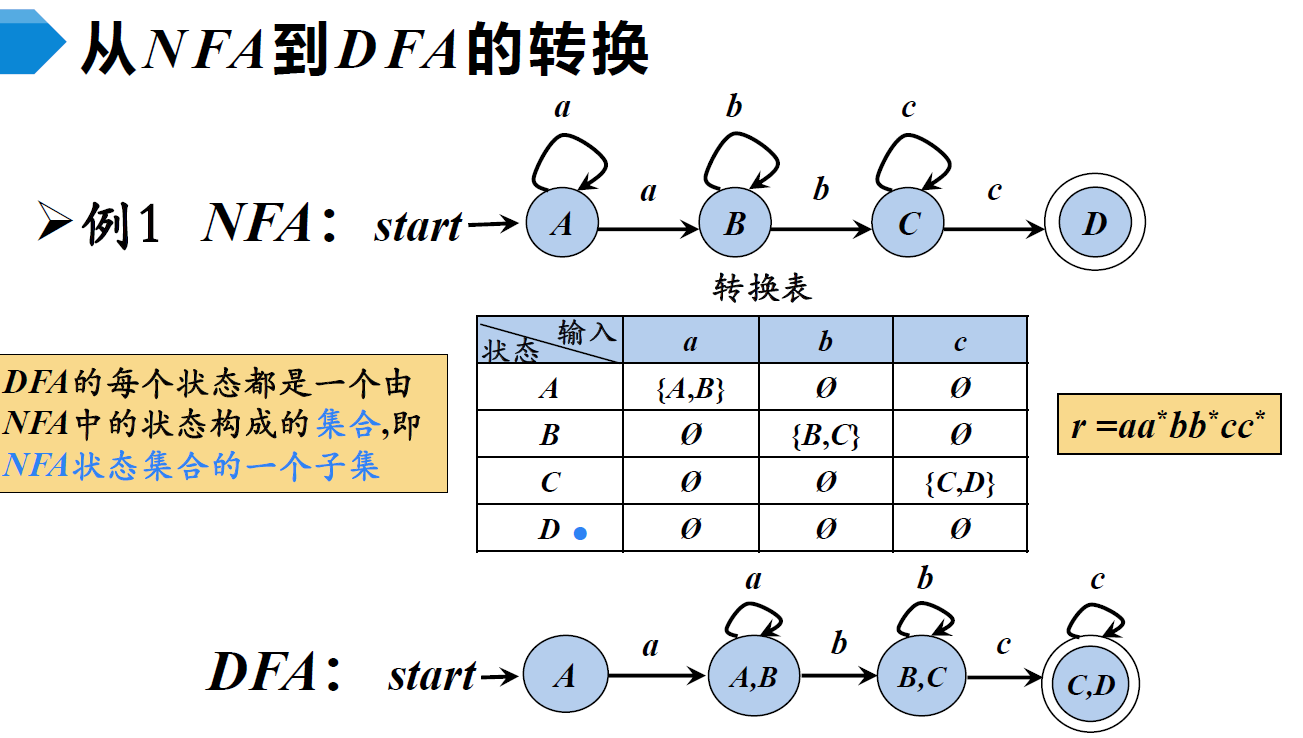 从NFA到DFA的转换
a b c
➢例1 NFA： start A a B b C c D
转换表
输入 状态 a b c
A {A,B} Ø Ø
B Ø {B,C} Ø
C Ø Ø {C,D}
D Ø Ø Ø
DFA的每个状态都是一个由
NFA中的状态构成的集合,即
NFA状态集合的一个子集
r =aa*bb*cc*
a b c
DFA： start A a A,B b B,C c C,D